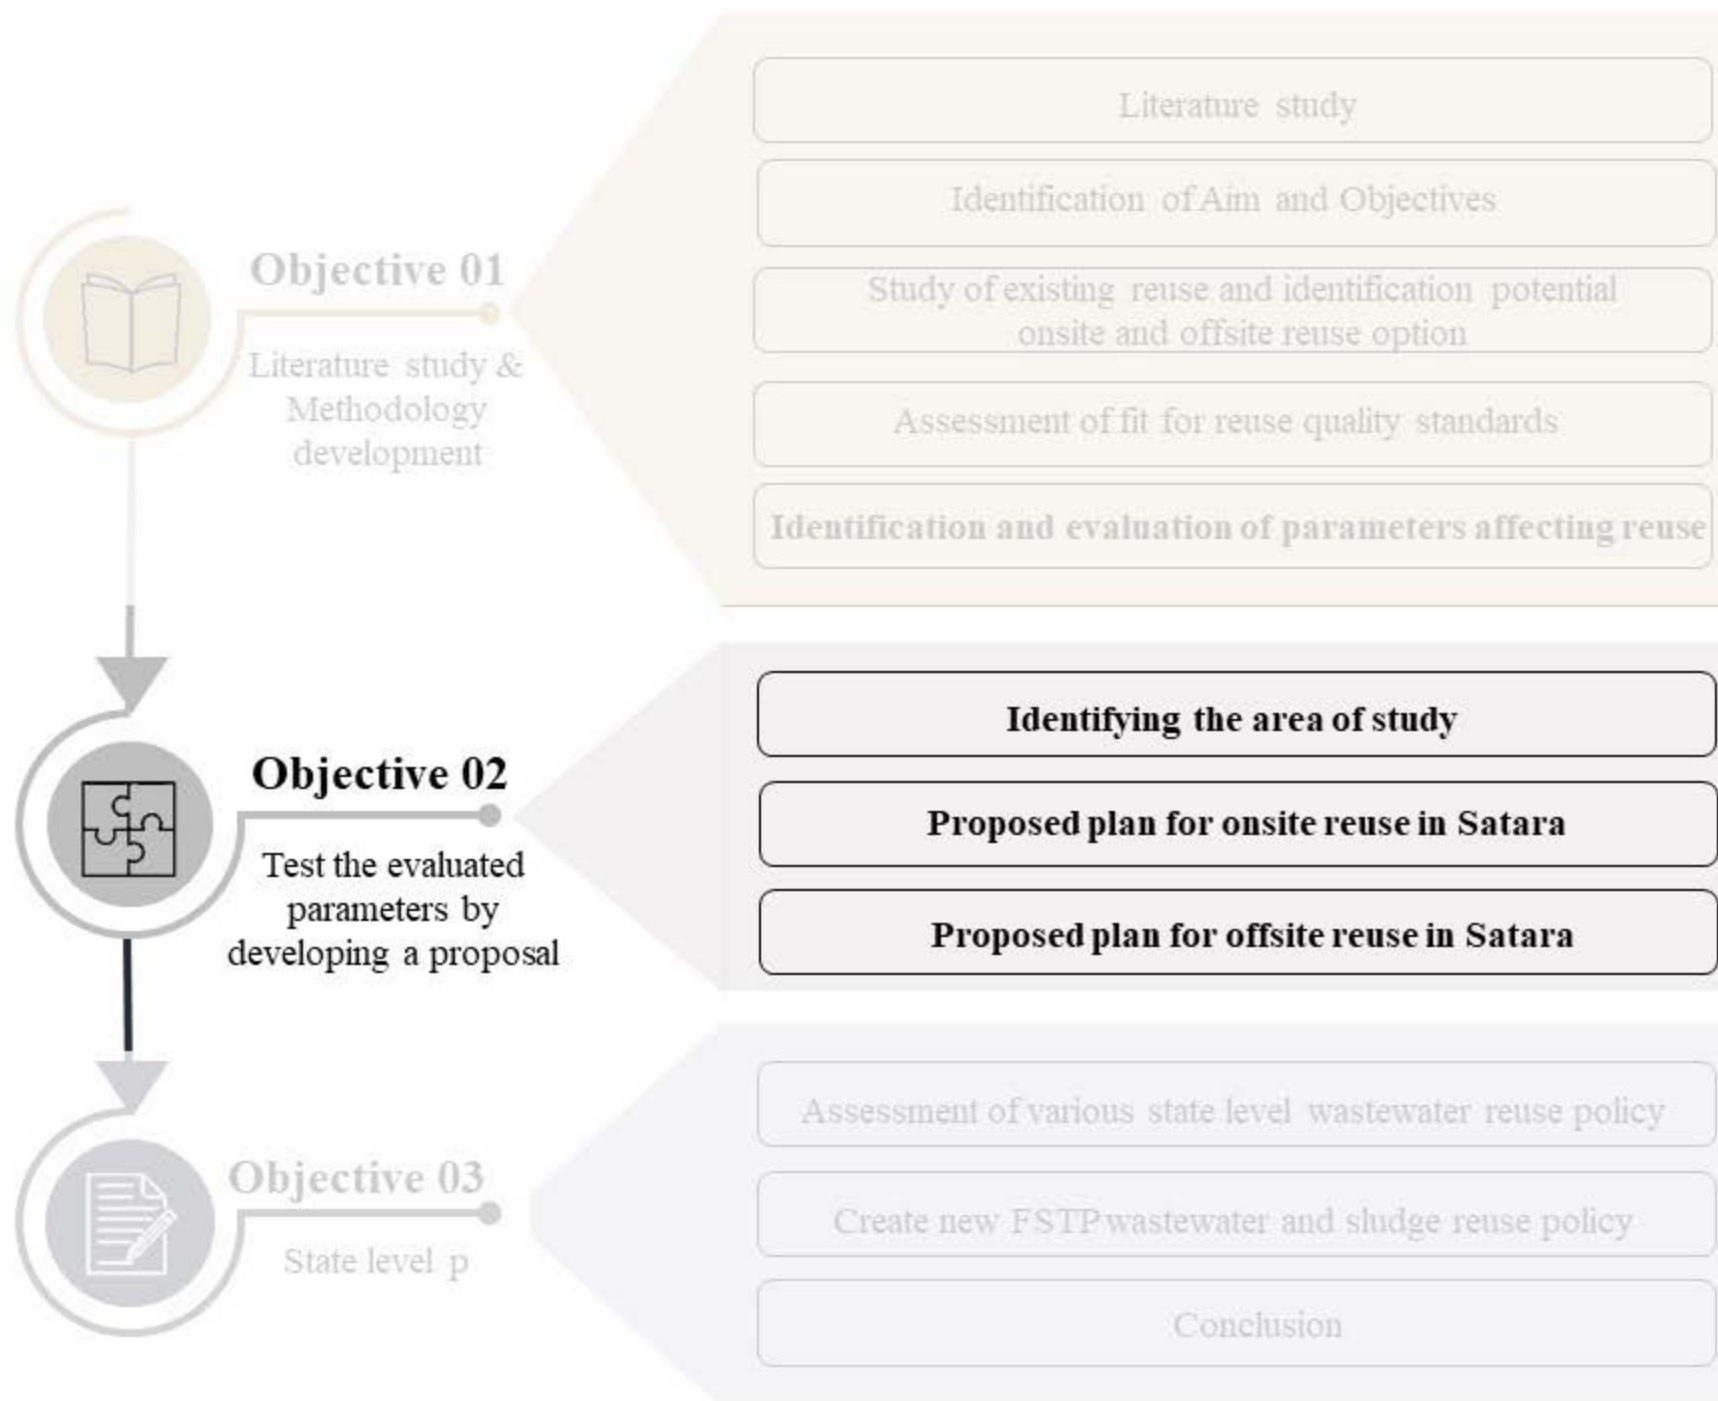 Objective 01
Literature study &
Methodology
development
Literature study
Identification of Aim and Objectives
Study of existing reuse and identification potential
onsite and offsite reuse option
Assessment of fit for reuse quality standards
Identification and evaluation of parameters affecting reuse
Objective 02
Test the evaluated
parameters by
developing a proposal
Identifying the area of study
Proposed plan for onsite reuse in Satara
Proposed plan for offsite reuse in Satara
Objective 03
State level p
Assessment of various state level wastewater reuse policy
Create new FSTP wastewater and sludge reuse policy
Conclusion